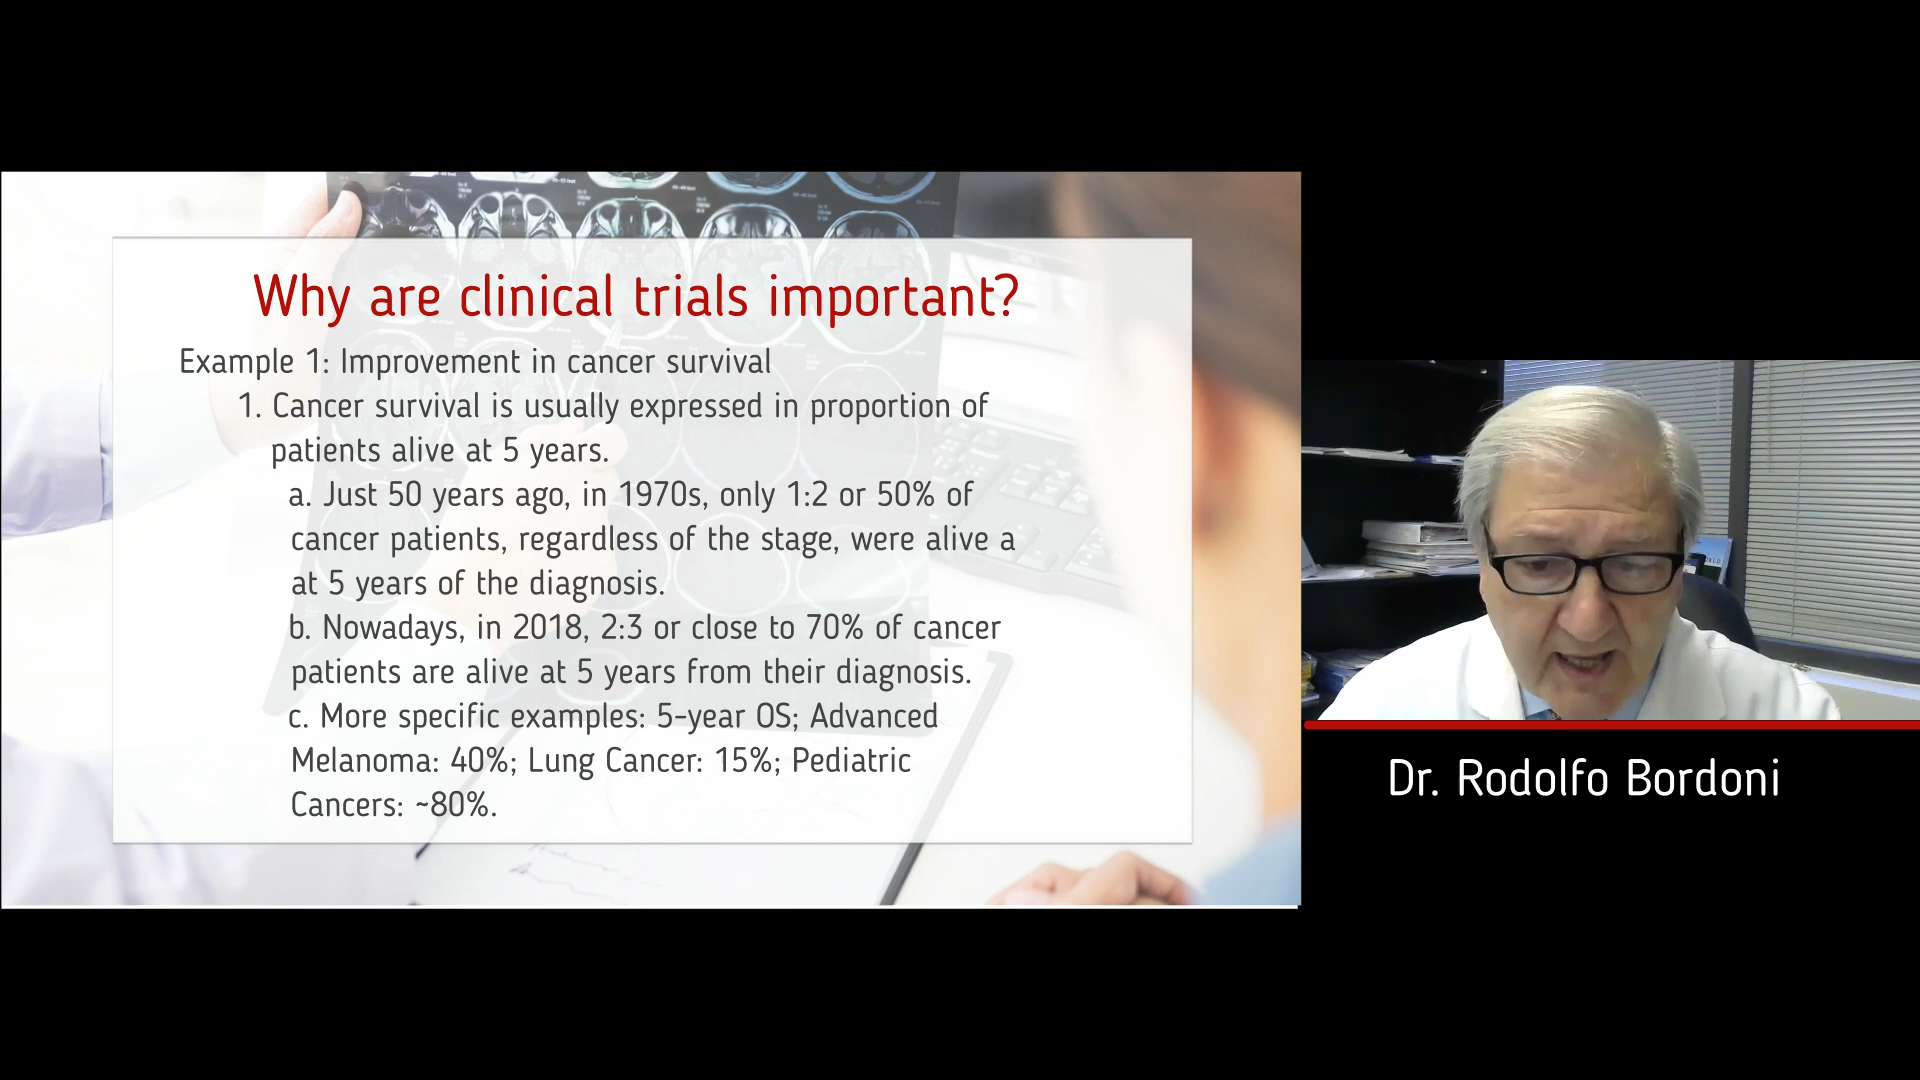 Why are clinical trials important?
Example 1: Improvement in cancer survival
1. Cancer survival is usually expressed in proportion of
patients alive at 5 years.
a. Just 50 years ago, in 1970s, only 1:2 or 50% of
cancer patients, regardless of the stage, were alive a
at 5 years of the diagnosis.
b. Nowadays, in 2018, 2:3 or close to 70% of cancer
patients are alive at 5 years from their diagnosis.
c. More specific examples: 5-year OS; Advanced
Melanoma: 40%; Lung Cancer: 15%; Pediatric
Cancers: ~80%.
Dr. Rodolfo Bordoni